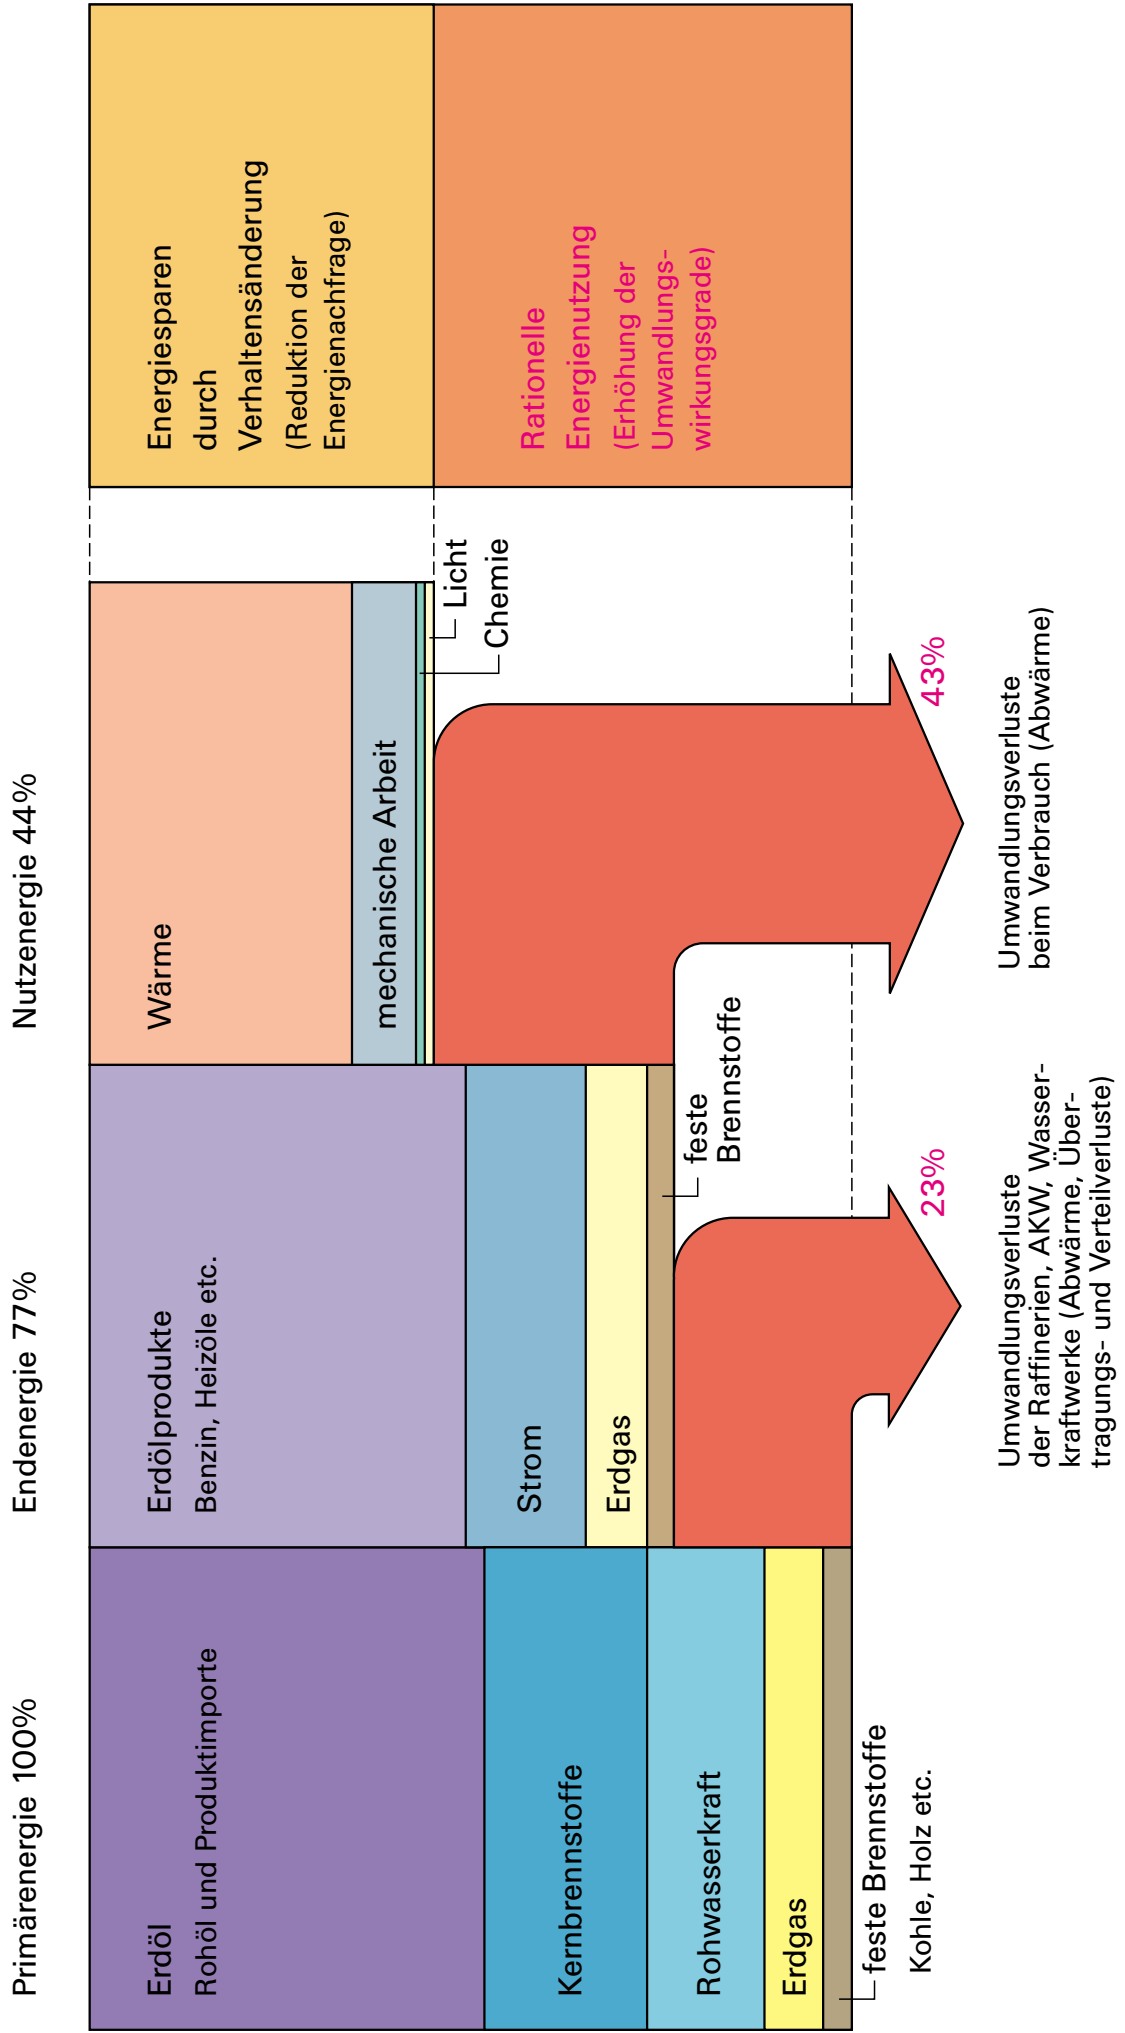 Primärenergie 100%
Endenergie 77%
Nutzenergie 44%
Erdöl
Rohöl und Produktimporte
Kernbrennstoffe
Rohwasserkraft
Erdgas
feste Brennstoffe
Kohle, Holz etc.
Erdölprodukte
Benzin, Heizöle etc.
Strom
Erdgas
feste
Brennstoffe
23%
Umwandlungsverluste
der Raffinerien, AKW, Wasser-
kraftwerke (Abwärme, Über-
tragungs- und Verteilverluste)
Wärme
mechanische Arbeit
Licht
Chemie
43%
Umwandlungsverluste
beim Verbrauch (Abwärme)
Energiesparen
durch
Verhaltensänderung
(Reduktion der
Energienachfrage)
Rationelle
Energienutzung
(Erhöhung der
Umwandlungs-
wirkungsgrade)